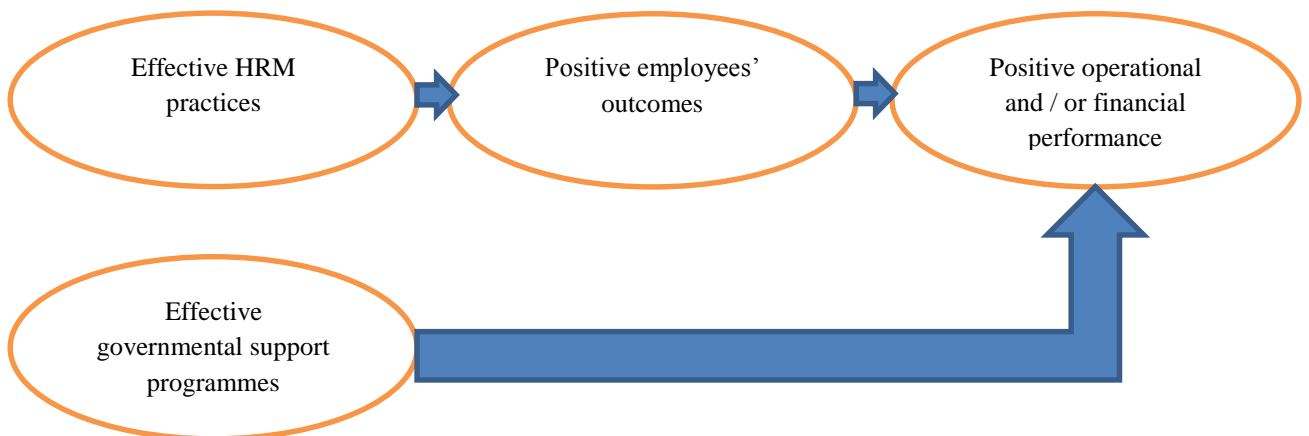 Effective HRM
practices
Positive employees’
outcomes
Positive operational
and / or financial
performance
Effective
governmental support
programmes